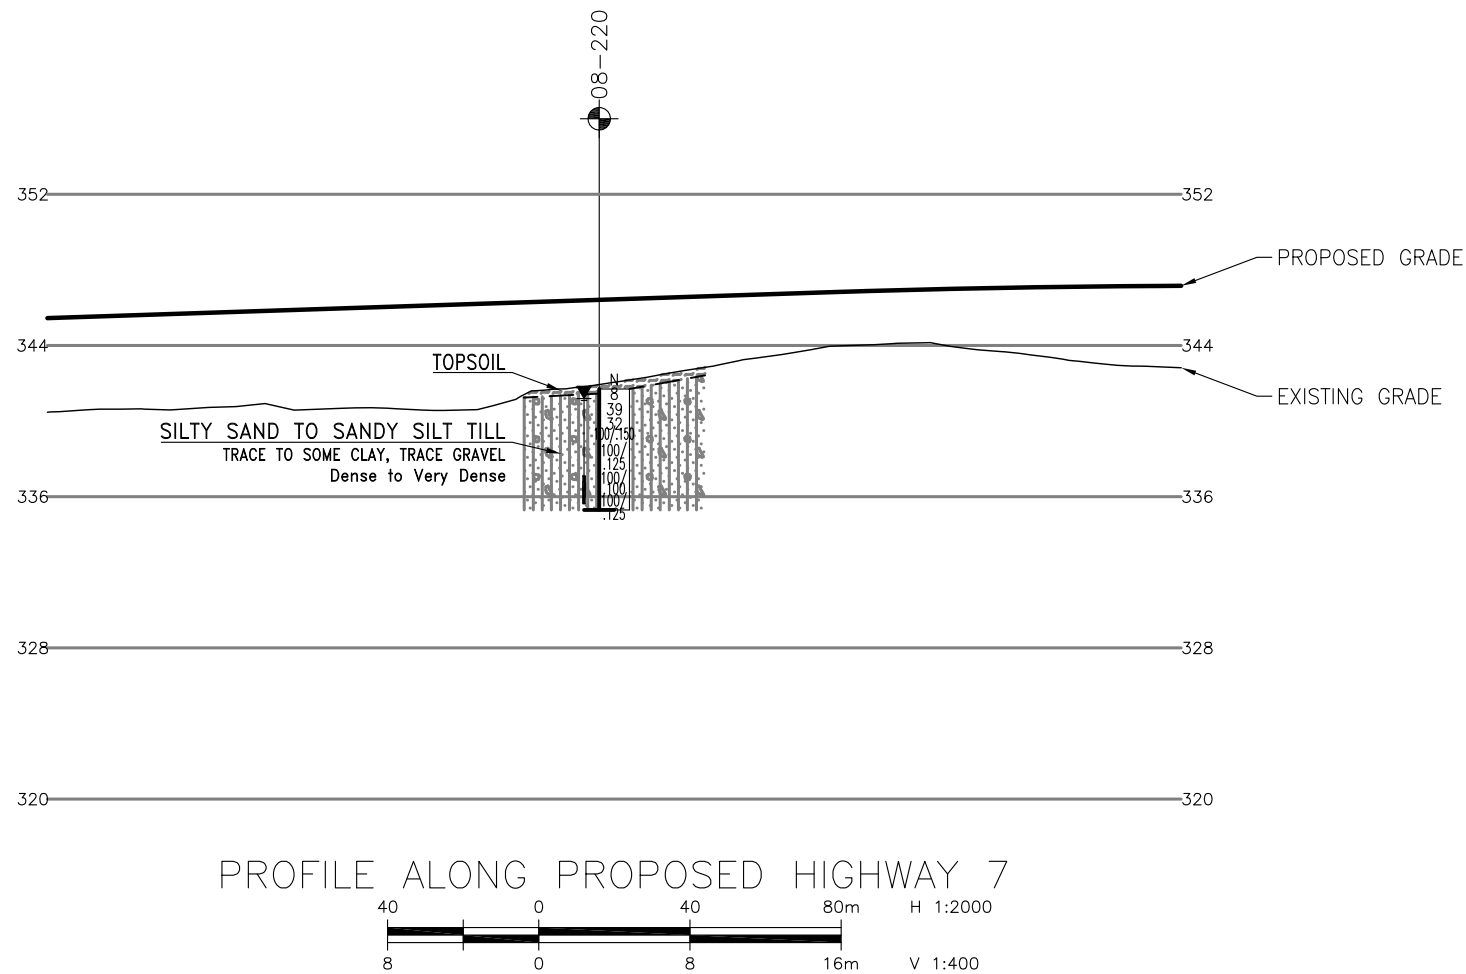 08-220
352
352
PROPOSED GRADE
344
344
TOPSOIL
EXISTING GRADE
N
8
39
32
100/.150
100/
.125
100/
.100
100/
.125
SILTY SAND TO SANDY SILT TILL
TRACE TO SOME CLAY, TRACE GRAVEL
Dense to Very Dense
336
336
328
328
320
320
PROFILE ALONG PROPOSED HIGHWAY 7
40 0 40 80m H 1:2000
8 0 8 16m V 1:400